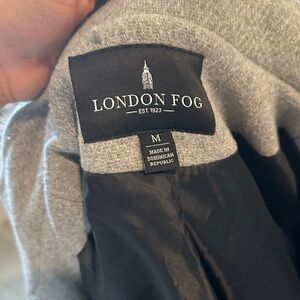 LONDON FOG
EST. 1923
M
MADE IN
DOMINICAN
REPUBLIC